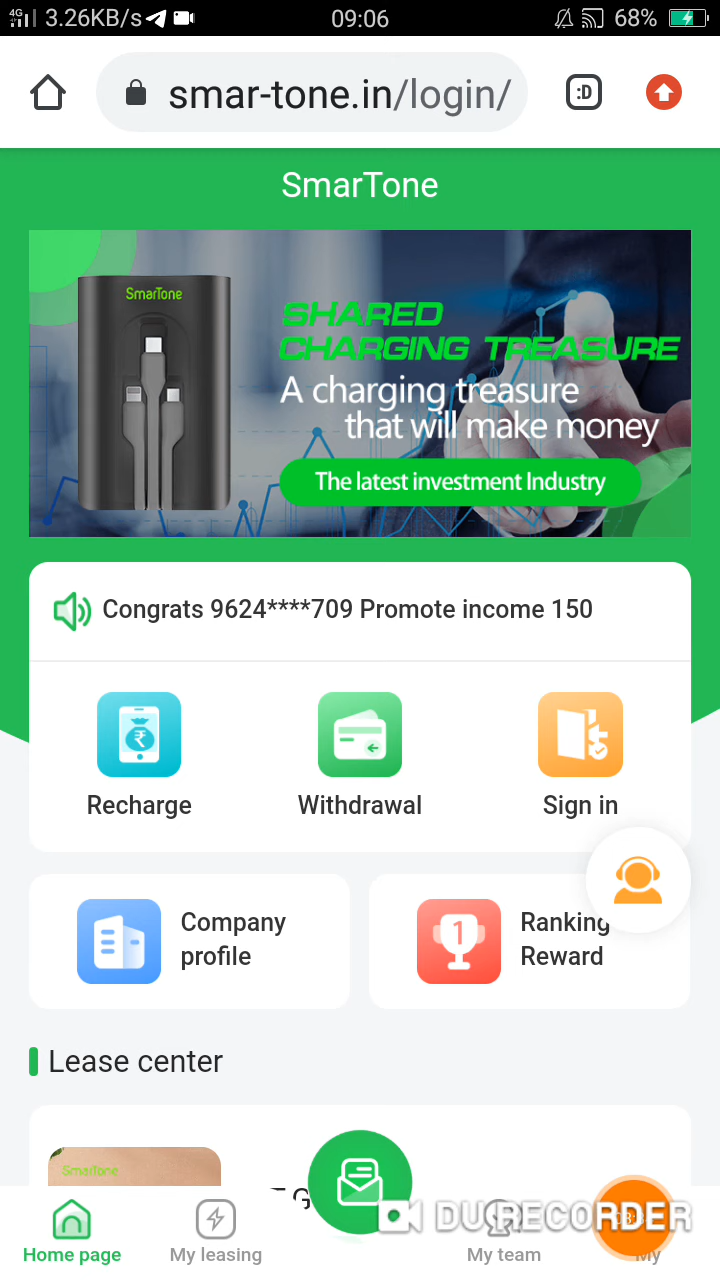 4G 3.26KB/s 09:06 68%
smar-tone.in/login/ :D
SmarTone
SmarTone
SHARED
CHARGING TREASURE
A charging treasure
that will make money
The latest investment Industry
Congrats 9624****709 Promote income 150
Recharge Withdrawal Sign in
Company
profile
Ranking
Reward
1
Lease center
SmarTone
DU RECORDER
Home page My leasing My team My